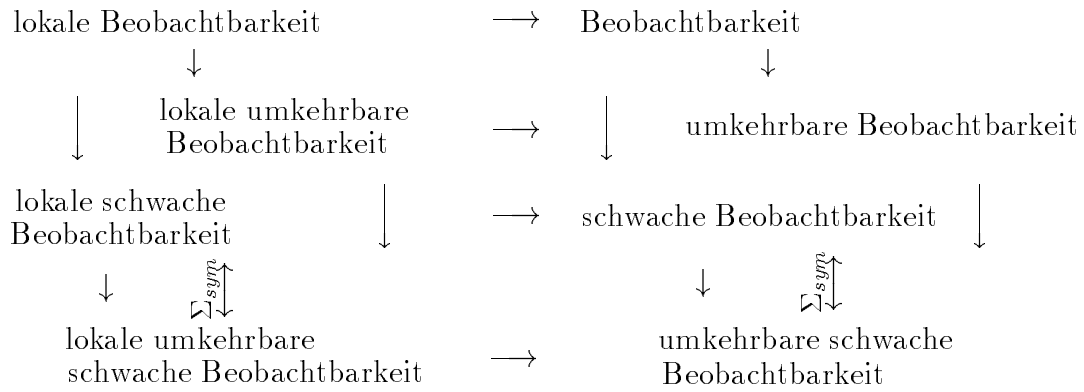 lokale Beobachtbarkeit → Beobachtbarkeit
↓ ↓
lokale umkehrbare
Beobachtbarkeit → umkehrbare Beobachtbarkeit
↓ ↓
lokale schwache
Beobachtbarkeit → schwache Beobachtbarkeit
↓ ↓
↓ Σsym ↕ ↓ Σsym ↕
lokale umkehrbare
schwache Beobachtbarkeit → umkehrbare schwache
Beobachtbarkeit